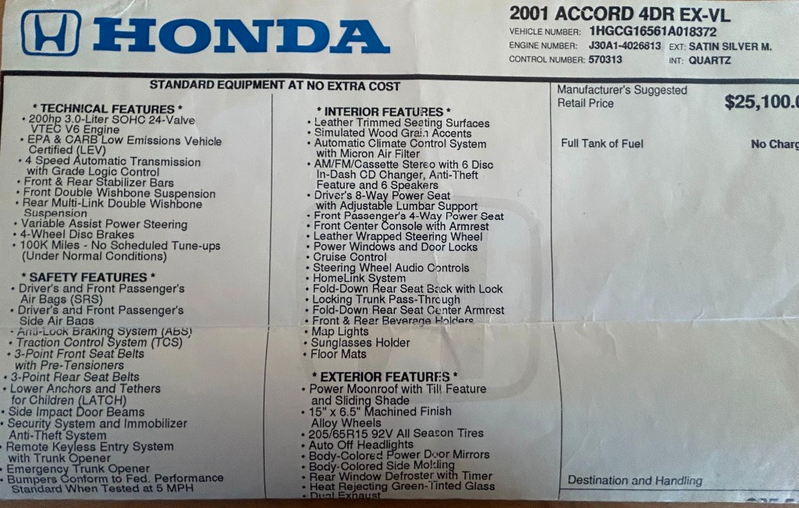 HONDA
2001 ACCORD 4DR EX-VL
VEHICLE NUMBER: 1HGCG16561A018372
ENGINE NUMBER: J30A1-4026613 EXT: SATIN SILVER M.
CONTROL NUMBER: 570313 INT: QUARTZ
STANDARD EQUIPMENT AT NO EXTRA COST
* TECHNICAL FEATURES *
• 200hp 3.0-Liter SOHC 24-Valve
VTEC V6 Engine
• EPA & CARB Low Emissions Vehicle
Certified (LEV)
• 4 Speed Automatic Transmission
with Grade Logic Control
• Front & Rear Stabilizer Bars
• Front Double Wishbone Suspension
• Rear Multi-Link Double Wishbone
Suspension
• Variable Assist Power Steering
• 4-Wheel Disc Brakes
• 100K Miles - No Scheduled Tune-ups
(Under Normal Conditions)
* SAFETY FEATURES *
• Driver's and Front Passenger's
Air Bags (SRS)
• Driver's and Front Passenger's
Side Air Bags
• Anti-Lock Braking System (ABS)
• Traction Control System (TCS)
• 3-Point Front Seat Belts
with Pre-Tensioners
• 3-Point Rear Seat Belts
• Lower Anchors and Tethers
for Children (LATCH)
• Side Impact Door Beams
• Security System and Immobilizer
Anti-Theft System
• Remote Keyless Entry System
with Trunk Opener
• Emergency Trunk Opener
• Bumpers Conform to Fed. Performance
Standard When Tested at 5 MPH
* INTERIOR FEATURES *
• Leather Trimmed Seating Surfaces
• Simulated Wood Grain Accents
• Automatic Climate Control System
with Micron Air Filter
• AM/FM/Cassette Stereo with 6 Disc
In-Dash CD Changer, Anti-Theft
Feature and 6 Speakers
• Driver's 8-Way Power Seat
with Adjustable Lumbar Support
• Front Passenger's 4-Way Power Seat
• Front Center Console with Armrest
• Leather Wrapped Steering Wheel
• Power Windows and Door Locks
• Cruise Control
• Steering Wheel Audio Controls
• HomeLink System
• Fold-Down Rear Seat Back with Lock
• Locking Trunk Pass-Through
• Fold-Down Rear Seat Center Armrest
• Front & Rear Beverage Holders
• Map Lights
• Sunglasses Holder
• Floor Mats
* EXTERIOR FEATURES *
• Power Moonroof with Tilt Feature
and Sliding Shade
• 15" x 6.5" Machined Finish
Alloy Wheels
• 205/65R15 92V All Season Tires
• Auto Off Headlights
• Body-Colored Power Door Mirrors
• Body-Colored Side Molding
• Rear Window Defroster with Timer
• Heat Rejecting Green-Tinted Glass
• Dual Exhaust
Manufacturer's Suggested
Retail Price $25,100.0
Full Tank of Fuel No Charg
Destination and Handling